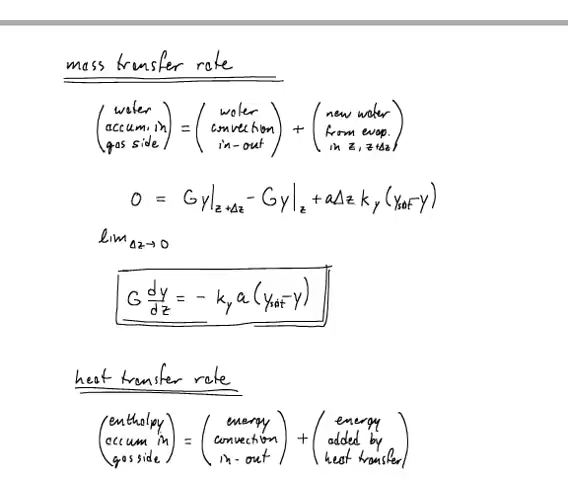 mass transfer rate
(water accum. in gas side) = (water convection in-out) + (new water from evap. in z, z+Δz)
0 = Gy|z+Δz - Gy|z + aΔz ky (ysat-y)
lim Δz→0
G dy/dz = - ky a (ysat-y)
heat transfer rate
(enthalpy accum in gas side) = (energy convection in-out) + (energy added by heat transfer)